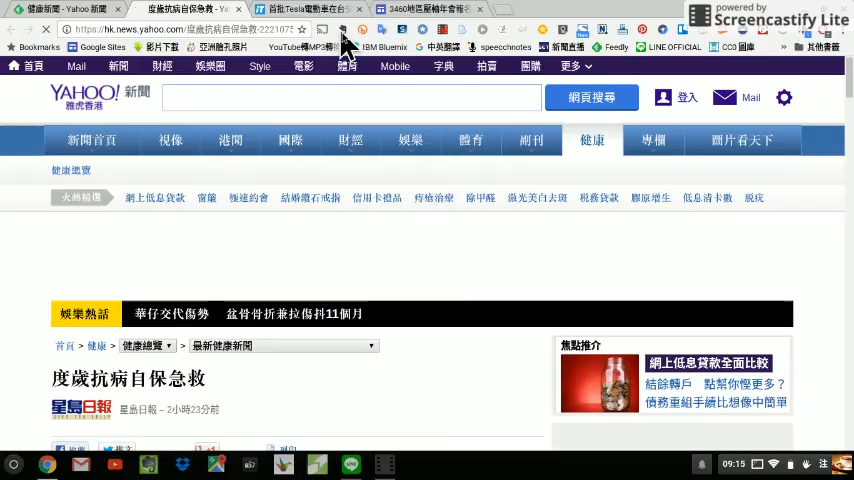 健康新聞 - Yahoo 新聞
度歲抗病自保急救 - Ya
首批Tesla電動車在台
3460地區壓輪年會報名
powered by
Screencastify Lite
https://hk.news.yahoo.com/度歲抗病自保急救-2221075
Bookmarks
Google Sites
影片下載
亞洲臉孔照片
YouTube轉MP3轉
IBM Bluemix
中英翻譯
speechnotes
新聞直播
Feedly
LINE OFFICIAL
CC0 圖庫
其他書籤
首頁 Mail 新聞 財經 娛樂圈 Style 電影 體育 Mobile 字典 拍賣 團購 更多
YAHOO! 新聞
雅虎香港
網頁搜尋
登入
Mail
新聞首頁 視像 港聞 國際 財經 娛樂 體育 副刊 健康 專欄 圖片看天下
健康總覽
火熱精選
網上低息貸款 窗簾 極速約會 結婚鑽石戒指 信用卡禮品 痔瘡治療 除甲醛 激光美白去斑 稅務貸款 膠原增生 低息清卡數 脫疣
娛樂熱話
華仔交代傷勢 盆骨骨折兼拉傷抖11個月
首頁 > 健康 > 健康總覽 > 最新健康新聞
焦點推介
網上低息貸款全面比較
結餘轉戶 點幫你慳更多？
債務重組手續比想像中簡單
度歲抗病自保急救
星島日報
星島日報 – 2小時23分前
09:15
注